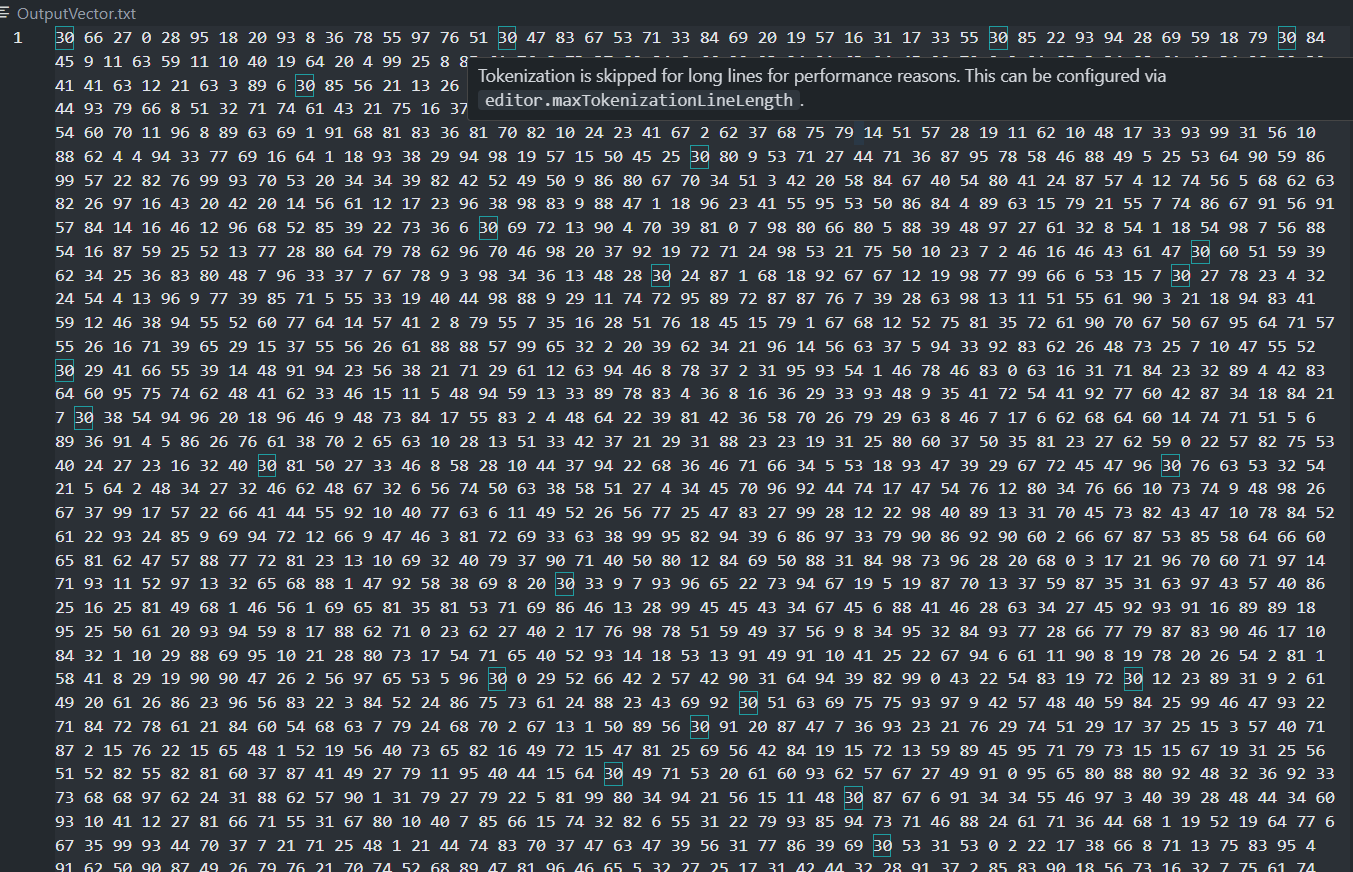 OutputVector.txt
1 30 66 27 0 28 95 18 20 93 8 36 78 55 97 76 51 30 47 83 67 53 71 33 84 69 20 19 57 16 31 17 33 55 30 85 22 93 94 28 69 59 18 79 30 84
45 9 11 63 59 11 10 40 19 64 20 4 99 25 8
Tokenization is skipped for long lines for performance reasons. This can be configured via
editor.maxTokenizationLineLength.
41 41 63 12 21 63 3 89 6 30 85 56 21 13 26
44 93 79 66 8 51 32 71 74 61 43 21 75 16 37
54 60 70 11 96 8 89 63 69 1 91 68 81 83 36 81 70 82 10 24 23 41 67 2 62 37 68 75 79 14 51 57 28 19 11 62 10 48 17 33 93 99 31 56 10
88 62 4 4 94 33 77 69 16 64 1 18 93 38 29 94 98 19 57 15 50 45 25 30 80 9 53 71 27 44 71 36 87 95 78 58 46 88 49 5 25 53 64 90 59 86
99 57 22 82 76 99 93 70 53 20 34 34 39 82 42 52 49 50 9 86 80 67 70 34 51 3 42 20 58 84 67 40 54 80 41 24 87 57 4 12 74 56 5 68 62 63
82 26 97 16 43 20 42 20 14 56 61 12 17 23 96 38 98 83 9 88 47 1 18 96 23 41 55 95 53 50 86 84 4 89 63 15 79 21 55 7 74 86 67 91 56 91
57 84 14 16 46 12 96 68 52 85 39 22 73 36 6 30 69 72 13 90 4 70 39 81 0 7 98 80 66 80 5 88 39 48 97 27 61 32 8 54 1 18 54 98 7 56 88
54 16 87 59 25 52 13 77 28 80 64 79 78 62 96 70 46 98 20 37 92 19 72 71 24 98 53 21 75 50 10 23 7 2 46 16 46 43 61 47 30 60 51 59 39
62 34 25 36 83 80 48 7 96 33 37 7 67 78 9 3 98 34 36 13 48 28 30 24 87 1 68 18 92 67 67 12 19 98 77 99 66 6 53 15 7 30 27 78 23 4 32
24 54 4 13 96 9 77 39 85 71 5 55 33 19 40 44 98 88 9 29 11 74 72 95 89 72 87 87 76 7 39 28 63 98 13 11 51 55 61 90 3 21 18 94 83 41
59 12 46 38 94 55 52 60 77 64 14 57 41 2 8 79 55 7 35 16 28 51 76 18 45 15 79 1 67 68 12 52 75 81 35 72 61 90 70 67 50 67 95 64 71 57
55 26 16 71 39 65 29 15 37 55 56 26 61 88 88 57 99 65 32 2 20 39 62 34 21 96 14 56 63 37 5 94 33 92 83 62 26 48 73 25 7 10 47 55 52
30 29 41 66 55 39 14 48 91 94 23 56 38 21 71 29 61 12 63 94 46 8 78 37 2 31 95 93 54 1 46 78 46 83 0 63 16 31 71 84 23 32 89 4 42 83
64 60 95 75 74 62 48 41 62 33 46 15 11 5 48 94 59 13 33 89 78 83 4 36 8 16 36 29 33 93 48 9 35 41 72 54 41 92 77 60 42 87 34 18 84 21
7 30 38 54 94 96 20 18 96 46 9 48 73 84 17 55 83 2 4 48 64 22 39 81 42 36 58 70 26 79 29 63 8 46 7 17 6 62 68 64 60 14 74 71 51 5 6
89 36 91 4 5 86 26 76 61 38 70 2 65 63 10 28 13 51 33 42 37 21 29 31 88 23 23 19 31 25 80 60 37 50 35 81 23 27 62 59 0 22 57 82 75 53
40 24 27 23 16 32 40 30 81 50 27 33 46 8 58 28 10 44 37 94 22 68 36 46 71 66 34 5 53 18 93 47 39 29 67 72 45 47 96 30 76 63 53 32 54
21 5 64 2 48 34 27 32 46 62 48 67 32 6 56 74 50 63 38 58 51 27 4 34 45 70 96 92 44 74 17 47 54 76 12 80 34 76 66 10 73 74 9 48 98 26
67 37 99 17 57 22 66 41 44 55 92 10 40 77 63 6 11 49 52 26 56 77 25 47 83 27 99 28 12 22 98 40 89 13 31 70 45 73 82 43 47 10 78 84 52
61 22 93 24 85 9 69 94 72 12 66 9 47 46 3 81 72 69 33 63 38 99 95 82 94 39 6 86 97 33 79 90 86 92 90 60 2 66 67 87 53 85 58 64 66 60
65 81 62 47 57 88 77 72 81 23 13 10 69 32 40 79 37 90 71 40 50 80 12 84 69 50 88 31 84 98 73 96 28 20 68 0 3 17 21 96 70 60 71 97 14
71 93 11 52 97 13 32 65 68 88 1 47 92 58 38 69 8 20 30 33 9 7 93 96 65 22 73 94 67 19 5 19 87 70 13 37 59 87 35 31 63 97 43 57 40 86
25 16 25 81 49 68 1 46 56 1 69 65 81 35 81 53 71 69 86 46 13 28 99 45 45 43 34 67 45 6 88 41 46 28 63 34 27 45 92 93 91 16 89 89 18
95 25 50 61 20 93 94 59 8 17 88 62 71 0 23 62 27 40 2 17 76 98 78 51 59 49 37 56 9 8 34 95 32 84 93 77 28 66 77 79 87 83 90 46 17 10
84 32 1 10 29 88 69 95 10 21 28 80 73 17 54 71 65 40 52 93 14 18 53 13 91 49 91 10 41 25 22 67 94 6 61 11 90 8 19 78 20 26 54 2 81 1
58 41 8 29 19 90 90 47 26 2 56 97 65 53 5 96 30 0 29 52 66 42 2 57 42 90 31 64 94 39 82 99 0 43 22 54 83 19 72 30 12 23 89 31 9 2 61
49 20 61 26 86 23 96 56 83 22 3 84 52 24 86 75 73 61 24 88 23 43 69 92 30 51 63 69 75 75 93 97 9 42 57 48 40 59 84 25 99 46 47 93 22
71 84 72 78 61 21 84 60 54 68 63 7 79 24 68 70 2 67 13 1 50 89 56 30 91 20 87 47 7 36 93 23 21 76 29 74 51 29 17 37 25 15 3 57 40 71
87 2 15 76 22 15 65 48 1 52 19 56 40 73 65 82 16 49 72 15 47 81 25 69 56 42 84 19 15 72 13 59 89 45 95 71 79 73 15 15 67 19 31 25 56
51 52 82 55 82 81 60 37 87 41 49 27 79 11 95 40 44 15 64 30 49 71 53 20 61 60 93 62 57 67 27 49 91 0 95 65 80 88 80 92 48 32 36 92 33
73 68 68 97 62 24 31 88 62 57 90 1 31 79 27 79 22 5 81 99 80 34 94 21 56 15 11 48 30 87 67 6 91 34 34 55 46 97 3 40 39 28 48 44 34 60
93 10 41 12 27 81 66 71 55 31 67 80 10 40 7 85 66 15 74 32 82 6 55 31 22 79 93 85 94 73 71 46 88 24 61 71 36 44 68 1 19 52 19 64 77 6
67 35 99 93 44 70 37 7 21 71 25 48 1 21 44 74 83 70 37 47 63 47 39 56 31 77 86 39 69 30 53 31 53 0 2 22 17 38 66 8 71 13 75 83 95 4
91 62 50 90 87 49 26 79 76 21 70 74 52 68 89 47 81 96 46 65 5 32 27 25 17 31 42 44 32 28 91 37 2 85 83 90 18 56 73 16 32 7 75 61 74